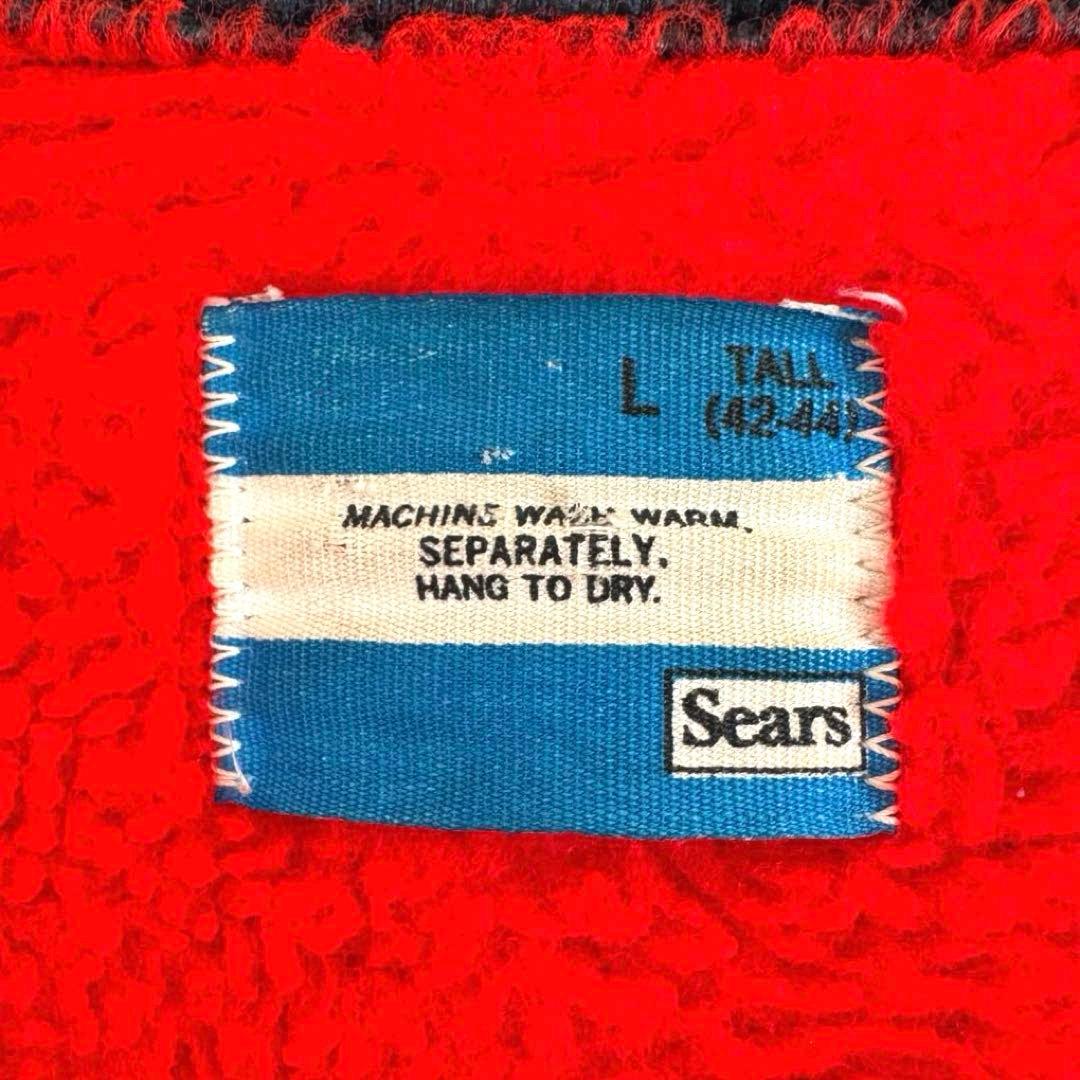 L TALL
(42-44)
MACHINE WASH WARM.
SEPARATELY.
HANG TO DRY.
Sears